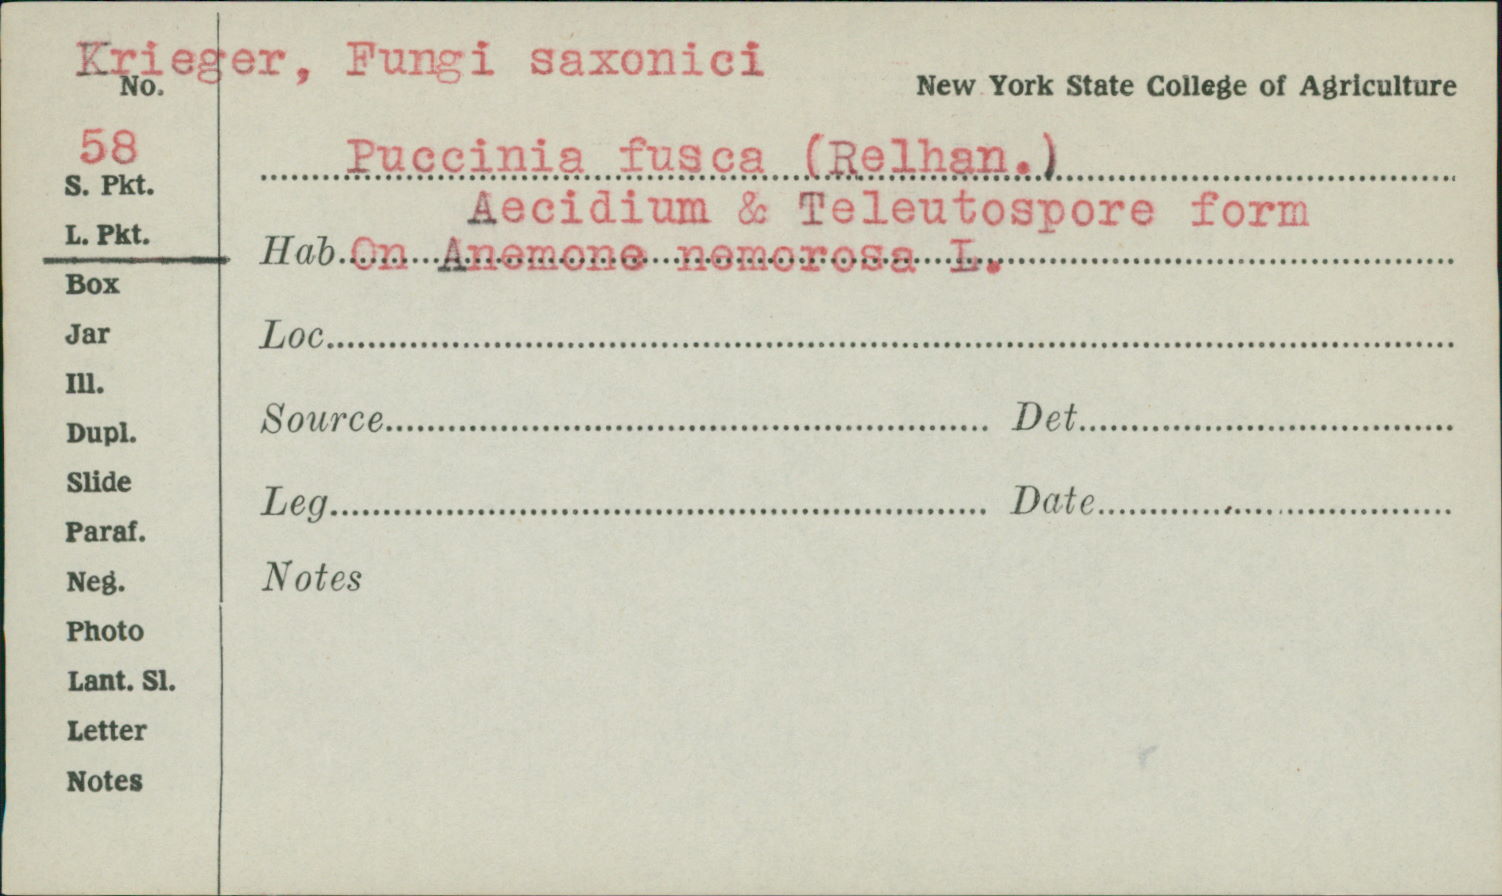 Krieger, Fungi saxonici
No.
New York State College of Agriculture
58
Puccinia fusca (Relhan.)
S. Pkt.
Aecidium & Teleutospore form
L. Pkt.
Hab. On Anemone nemorosa L.
Box
Jar
Loc.
Ill.
Dupl.
Source
Det.
Slide
Leg.
Date
Paraf.
Neg.
Notes
Photo
Lant. Sl.
Letter
Notes